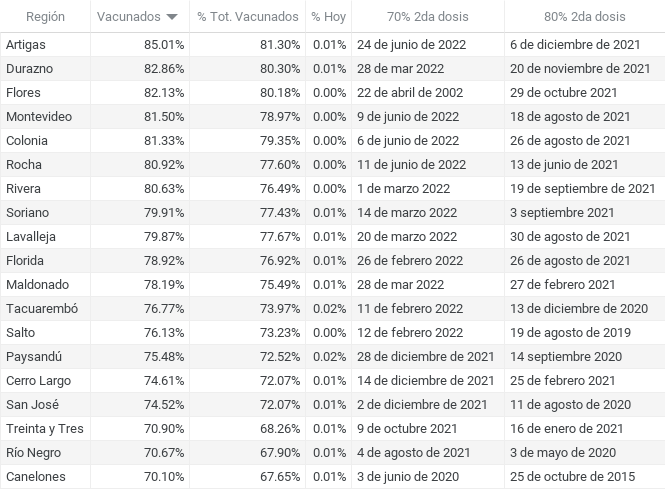 Región Vacunados % Tot. Vacunados % Hoy 70% 2da dosis 80% 2da dosis
Artigas 85.01% 81.30% 0.01% 24 de junio de 2022 6 de diciembre de 2021
Durazno 82.86% 80.30% 0.01% 28 de mar 2022 20 de noviembre de 2021
Flores 82.13% 80.18% 0.00% 22 de abril de 2002 29 de octubre 2021
Montevideo 81.50% 78.97% 0.00% 9 de junio de 2022 18 de agosto de 2021
Colonia 81.33% 79.35% 0.00% 6 de junio de 2022 26 de agosto de 2021
Rocha 80.92% 77.60% 0.00% 11 de junio de 2022 13 de junio de 2021
Rivera 80.63% 76.49% 0.00% 1 de marzo 2022 19 de septiembre de 2021
Soriano 79.91% 77.43% 0.01% 14 de marzo 2022 3 septiembre 2021
Lavalleja 79.87% 77.67% 0.01% 20 de marzo 2022 30 de agosto de 2021
Florida 78.92% 76.92% 0.01% 26 de febrero 2022 26 de agosto de 2021
Maldonado 78.19% 75.49% 0.01% 28 de mar 2022 27 de febrero 2021
Tacuarembó 76.77% 73.97% 0.02% 11 de febrero 2022 13 de diciembre de 2020
Salto 76.13% 73.23% 0.00% 12 de febrero 2022 19 de agosto de 2019
Paysandú 75.48% 72.52% 0.02% 28 de diciembre de 2021 14 septiembre 2020
Cerro Largo 74.61% 72.07% 0.01% 14 de diciembre de 2021 25 de febrero 2021
San José 74.52% 72.07% 0.01% 2 de diciembre de 2021 11 de agosto de 2020
Treinta y Tres 70.90% 68.26% 0.01% 9 de octubre 2021 16 de enero de 2021
Río Negro 70.67% 67.90% 0.01% 4 de agosto de 2021 3 de mayo de 2020
Canelones 70.10% 67.65% 0.01% 3 de junio de 2020 25 de octubre de 2015